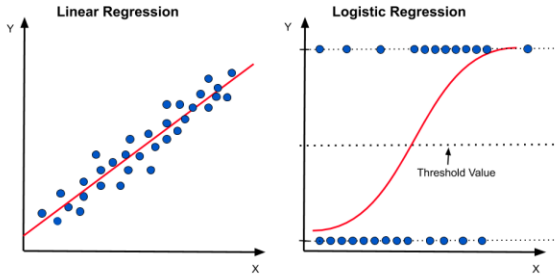 Linear Regression
Y
X
Logistic Regression
Y
Threshold Value
X